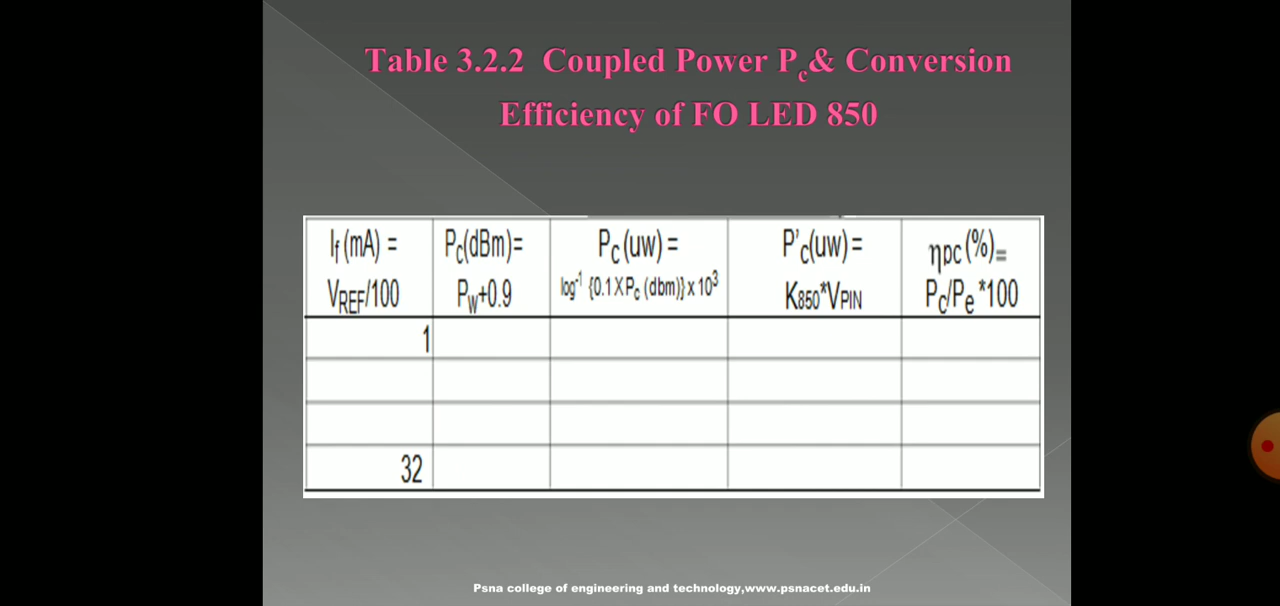 Table 3.2.2 Coupled Power Pc& Conversion
Efficiency of FO LED 850
If (mA) = Pc(dBm)= Pc (uw) = P'c(uw) = ηpc (%)=
VREF/100 Pw+0.9 log-1 {0.1XPc (dbm)}x 10³ K850*VPIN Pc/Pe *100
1
32
Psna college of engineering and technology,www.psnacet.edu.in